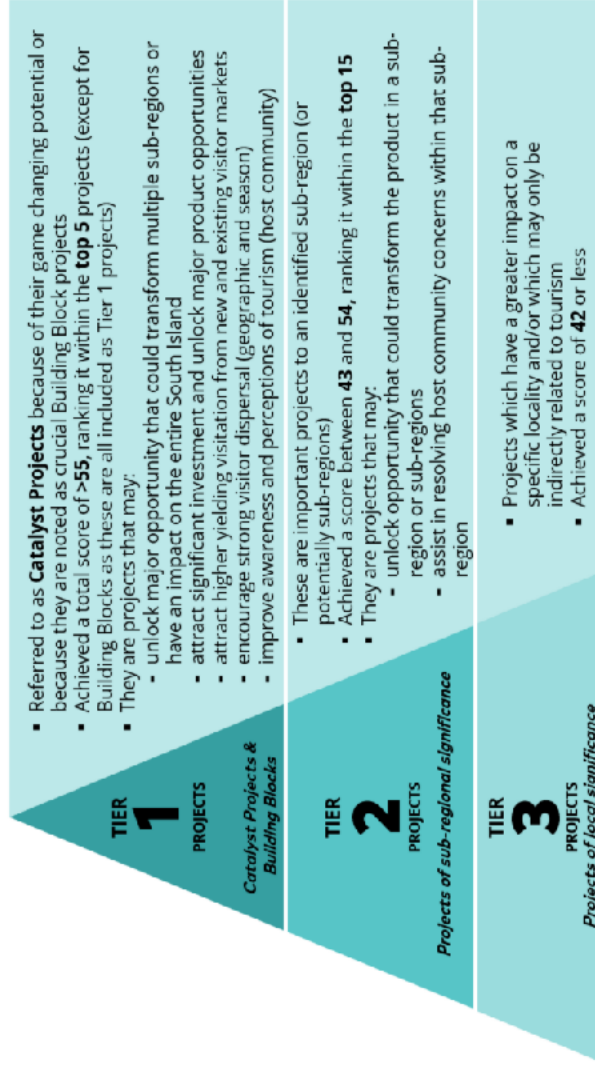 TIER
1
PROJECTS
Catalyst Projects &
Building Blocks
▪ Referred to as Catalyst Projects because of their game changing potential or
because they are noted as crucial Building Block projects
▪ Achieved a total score of >55, ranking it within the top 5 projects (except for
Building Blocks as these are all included as Tier 1 projects)
▪ They are projects that may:
- unlock major opportunity that could transform multiple sub-regions or
have an impact on the entire South Island
- attract significant investment and unlock major product opportunities
- attract higher yielding visitation from new and existing visitor markets
- encourage strong visitor dispersal (geographic and season)
- improve awareness and perceptions of tourism (host community)
TIER
2
PROJECTS
Projects of sub-regional significance
▪ These are important projects to an identified sub-region (or
potentially sub-regions)
▪ Achieved a score between 43 and 54, ranking it within the top 15
▪ They are projects that may:
- unlock opportunity that could transform the product in a sub-
region or sub-regions
- assist in resolving host community concerns within that sub-
region
TIER
3
PROJECTS
Projects of local significance
▪ Projects which have a greater impact on a
specific locality and/or which may only be
indirectly related to tourism
▪ Achieved a score of 42 or less